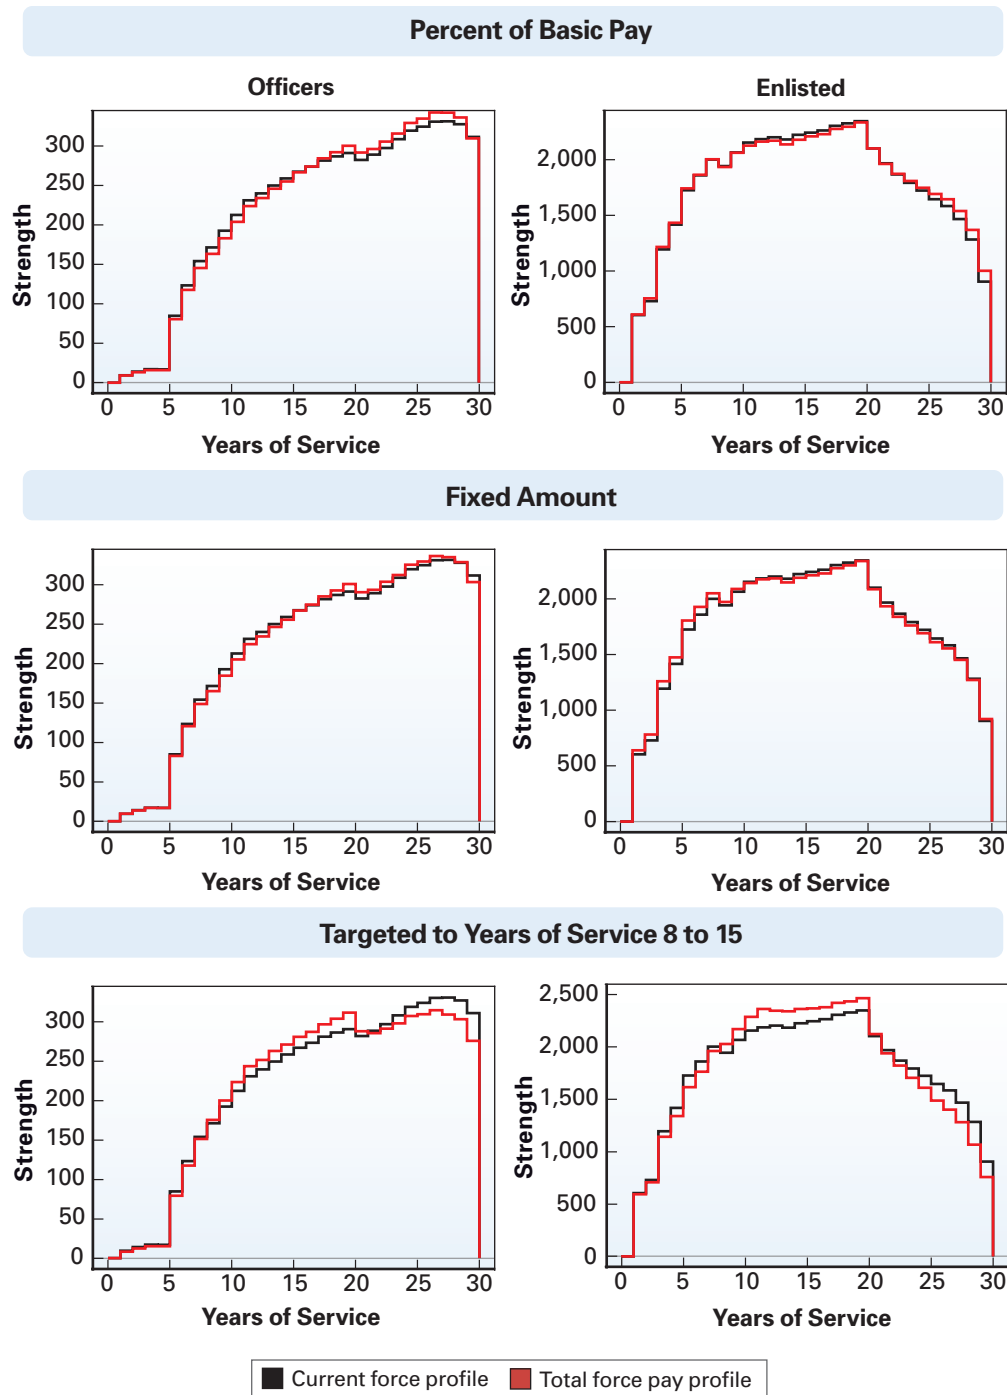 Percent of Basic Pay
Officers
Enlisted
Strength
300
250
200
150
100
50
0
0 5 10 15 20 25 30
Years of Service
Strength
2,000
1,500
1,000
500
0
0 5 10 15 20 25 30
Years of Service
Fixed Amount
Strength
300
250
200
150
100
50
0
0 5 10 15 20 25 30
Years of Service
Strength
2,000
1,500
1,000
500
0
0 5 10 15 20 25 30
Years of Service
Targeted to Years of Service 8 to 15
Strength
300
250
200
150
100
50
0
0 5 10 15 20 25 30
Years of Service
Strength
2,500
2,000
1,500
1,000
500
0
0 5 10 15 20 25 30
Years of Service
Current force profile
Total force pay profile